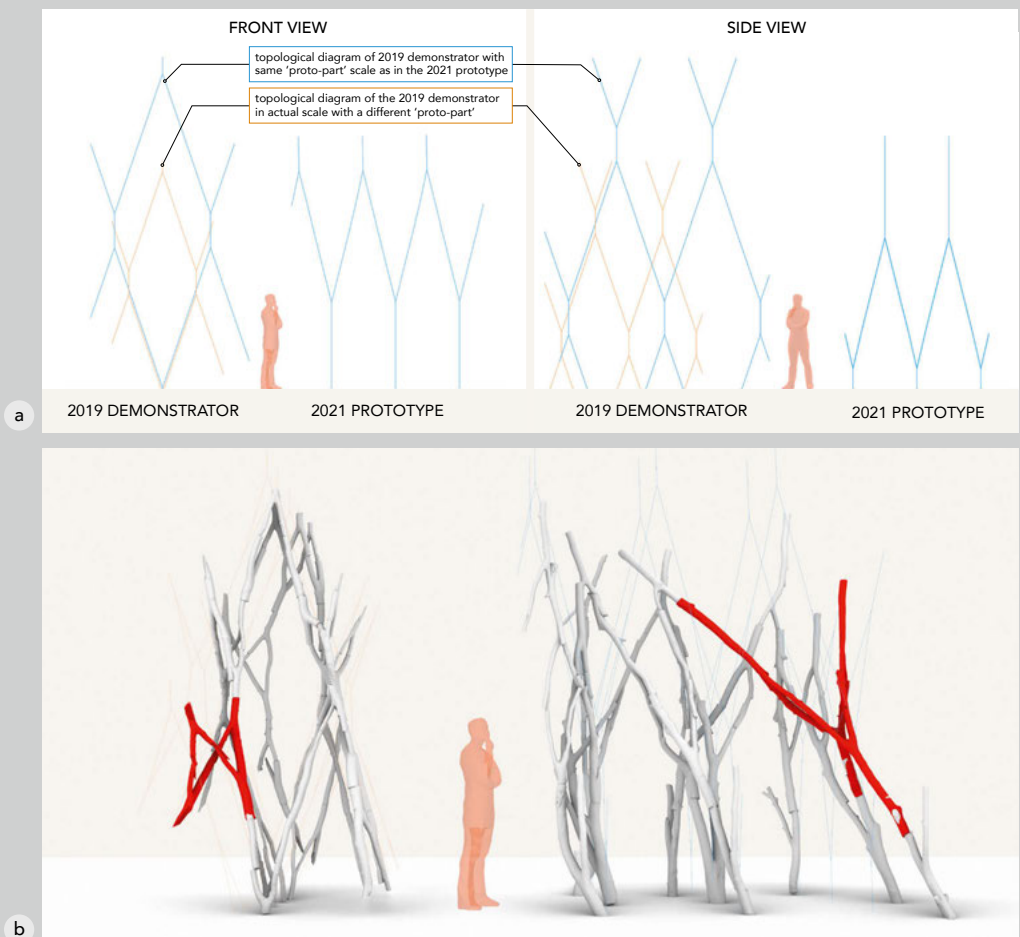 FRONT VIEW
SIDE VIEW
topological diagram of 2019 demonstrator with
same ‘proto-part’ scale as in the 2021 prototype
topological diagram of the 2019 demonstrator
in actual scale with a different ‘proto-part’
2019 DEMONSTRATOR
2021 PROTOTYPE
2019 DEMONSTRATOR
2021 PROTOTYPE
a
b